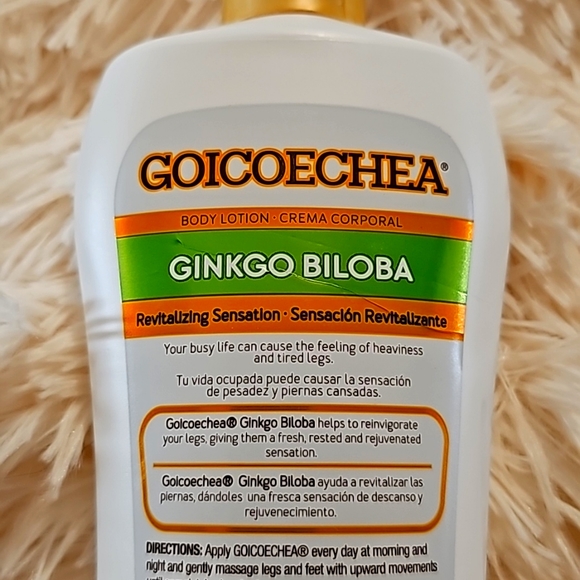 GOICOECHEA®
BODY LOTION · CREMA CORPORAL
GINKGO BILOBA
Revitalizing Sensation · Sensación Revitalizante
Your busy life can cause the feeling of heaviness
and tired legs.
Tu vida ocupada puede causar la sensación
de pesadez y piernas cansadas.
Goicoechea® Ginkgo Biloba helps to reinvigorate
your legs, giving them a fresh, rested and rejuvenated
sensation.
Goicoechea® Ginkgo Biloba ayuda a revitalizar las
piernas, dándoles una fresca sensación de descanso y
rejuvenecimiento.
DIRECTIONS: Apply GOICOECHEA® every day at morning and
night and gently massage legs and feet with upward movements